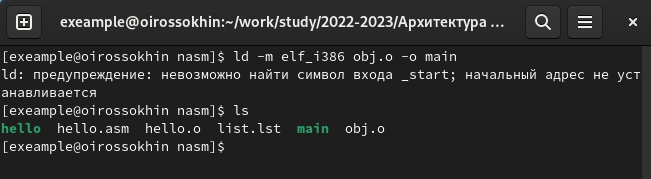 exeample@oirossokhin:~/work/study/2022-2023/Архитектура ...
[exeample@oirossokhin nasm]$ ld -m elf_i386 obj.o -o main
ld: предупреждение: невозможно найти символ входа _start; начальный адрес не уст
анавливается
[exeample@oirossokhin nasm]$ ls
hello  hello.asm  hello.o  list.lst  main  obj.o
[exeample@oirossokhin nasm]$